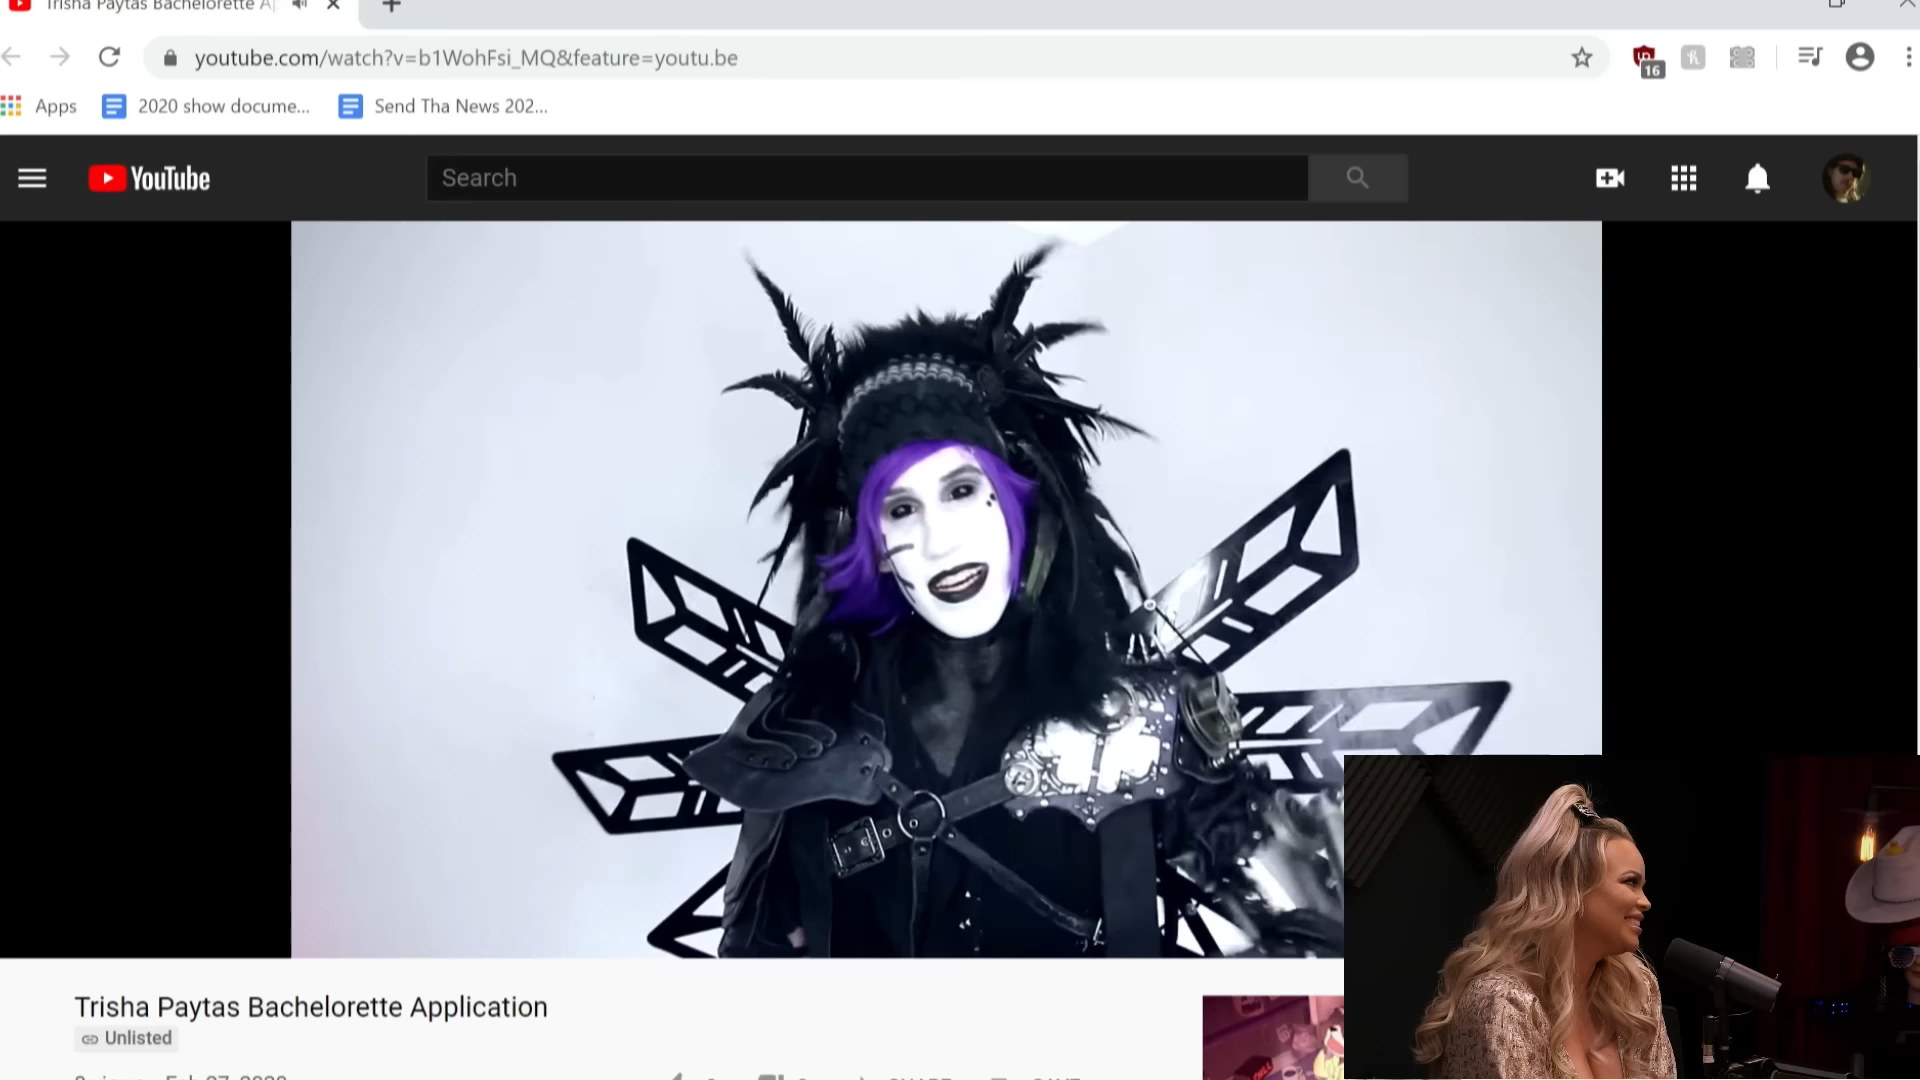 Trisha Paytas Bachelorette Ap
youtube.com/watch?v=b1WohFsi_MQ&feature=youtu.be
16
Apps
2020 show docume...
Send Tha News 202...
YouTube
Search
Trisha Paytas Bachelorette Application
Unlisted